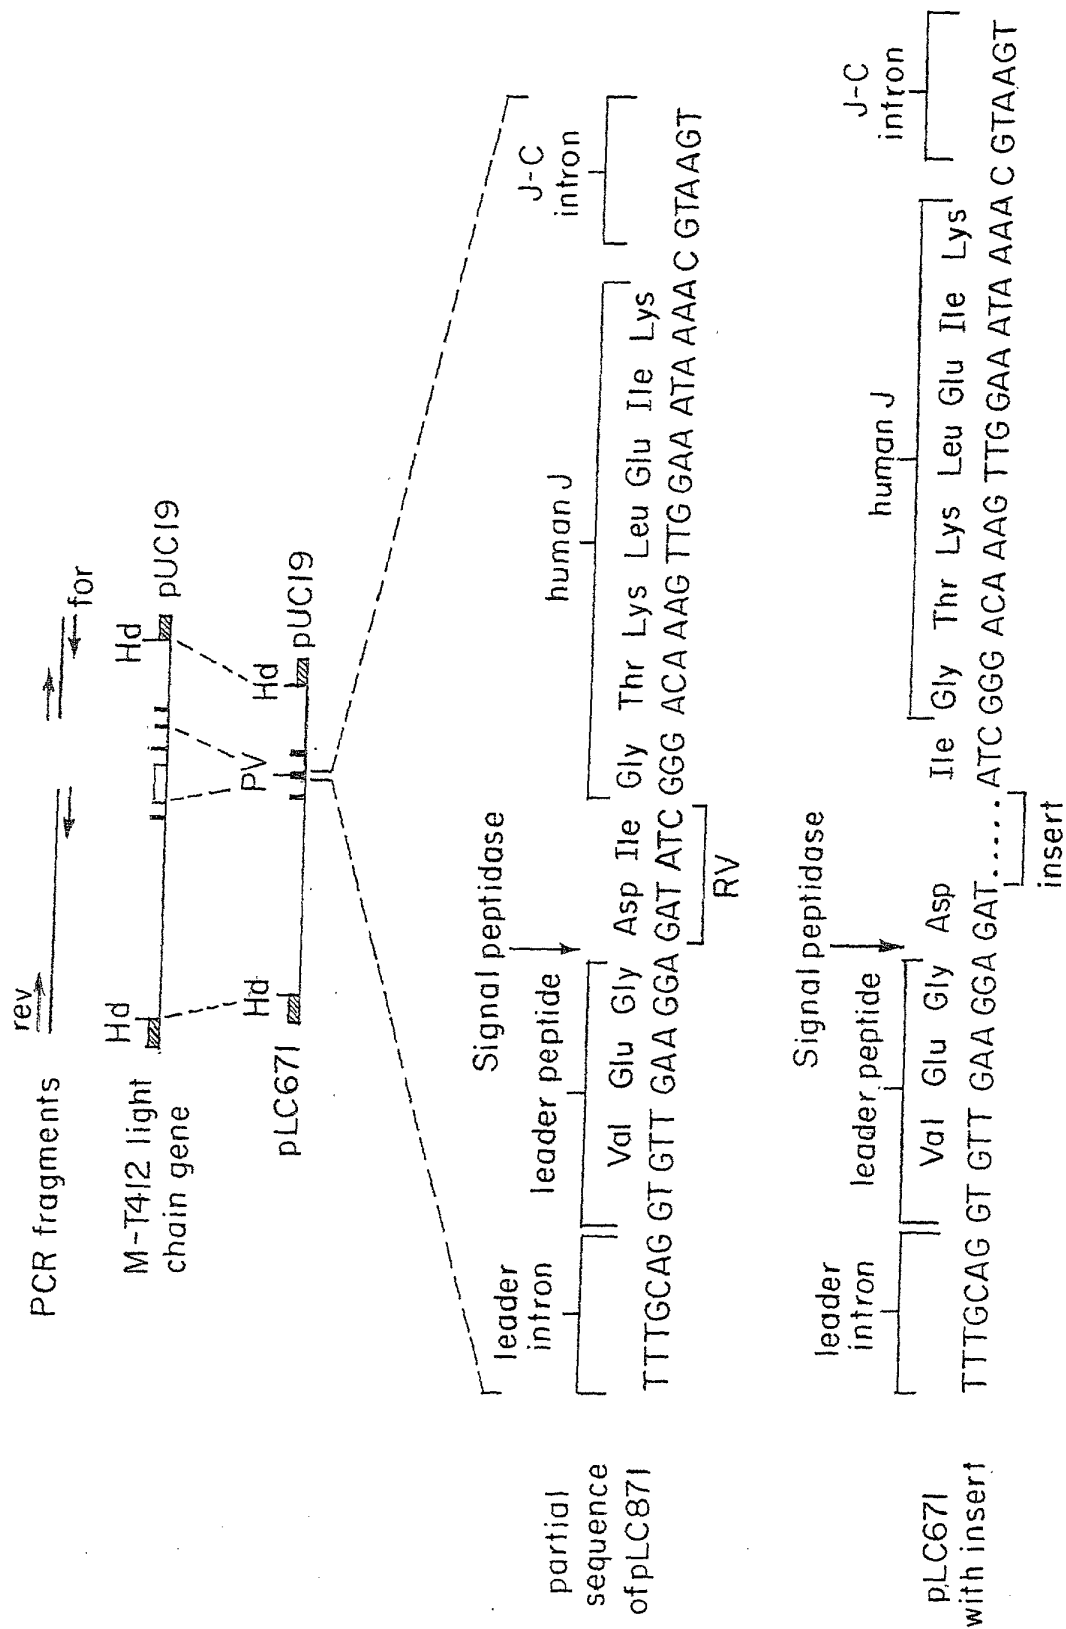 PCR fragments
rev
for
M-T412 light
chain gene
Hd
Hd
pUC19
pLC671
Hd
PV
Hd
pUC19
leader
intron
leader peptide
Signal peptidase
human J
J-C
intron
partial
sequence
of pLC871
Val Glu Gly Asp Ile Gly Thr Lys Leu Glu Ile Lys
TTTGCAG GT GTT GAA GGA GAT ATC GGG ACA AAG TTG GAA ATA AAA C GTAAGT
RV
leader
intron
leader peptide
Signal peptidase
human J
J-C
intron
pLC671
with insert
Val Glu Gly Asp Ile Gly Thr Lys Leu Glu Ile Lys
TTTGCAG GT GTT GAA GGA GAT.....ATC GGG ACA AAG TTG GAA ATA AAA C GTAAGT
insert